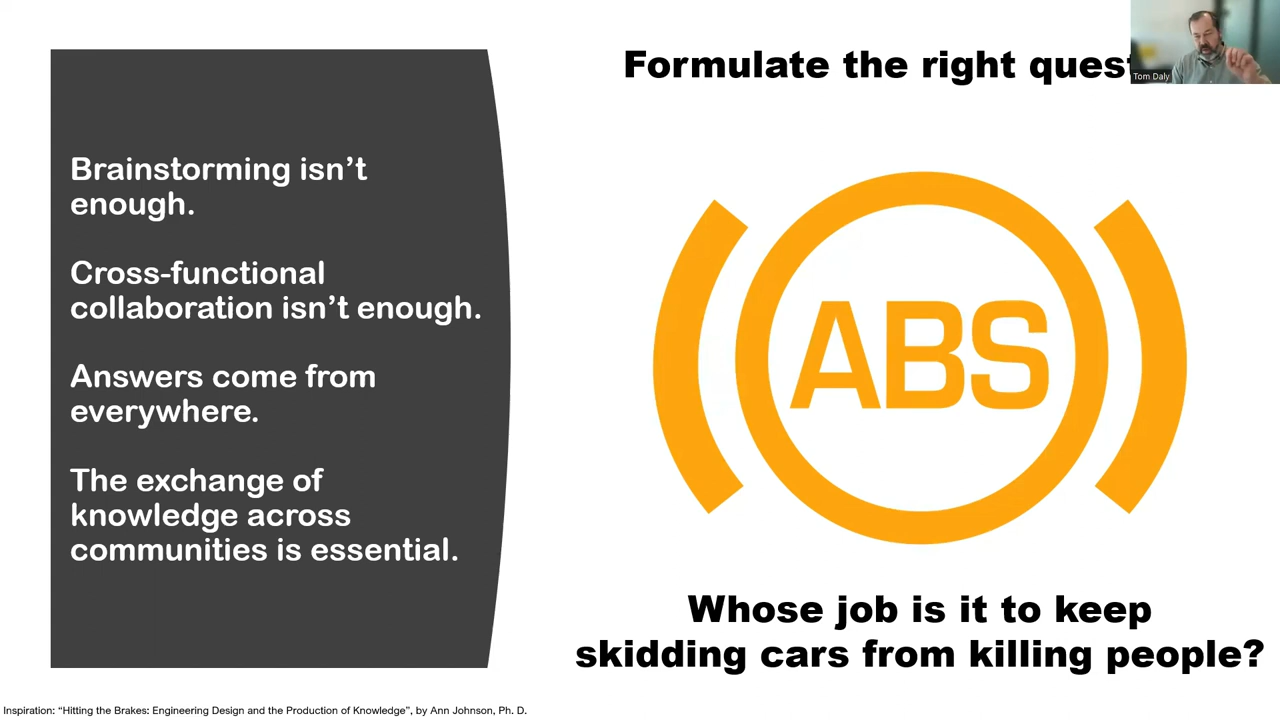 Formulate the right quest
Tom Daly
Brainstorming isn’t
enough.
Cross-functional
collaboration isn’t enough.
Answers come from
everywhere.
The exchange of
knowledge across
communities is essential.
ABS
Whose job is it to keep
skidding cars from killing people?
Inspiration: “Hitting the Brakes: Engineering Design and the Production of Knowledge”, by Ann Johnson, Ph. D.